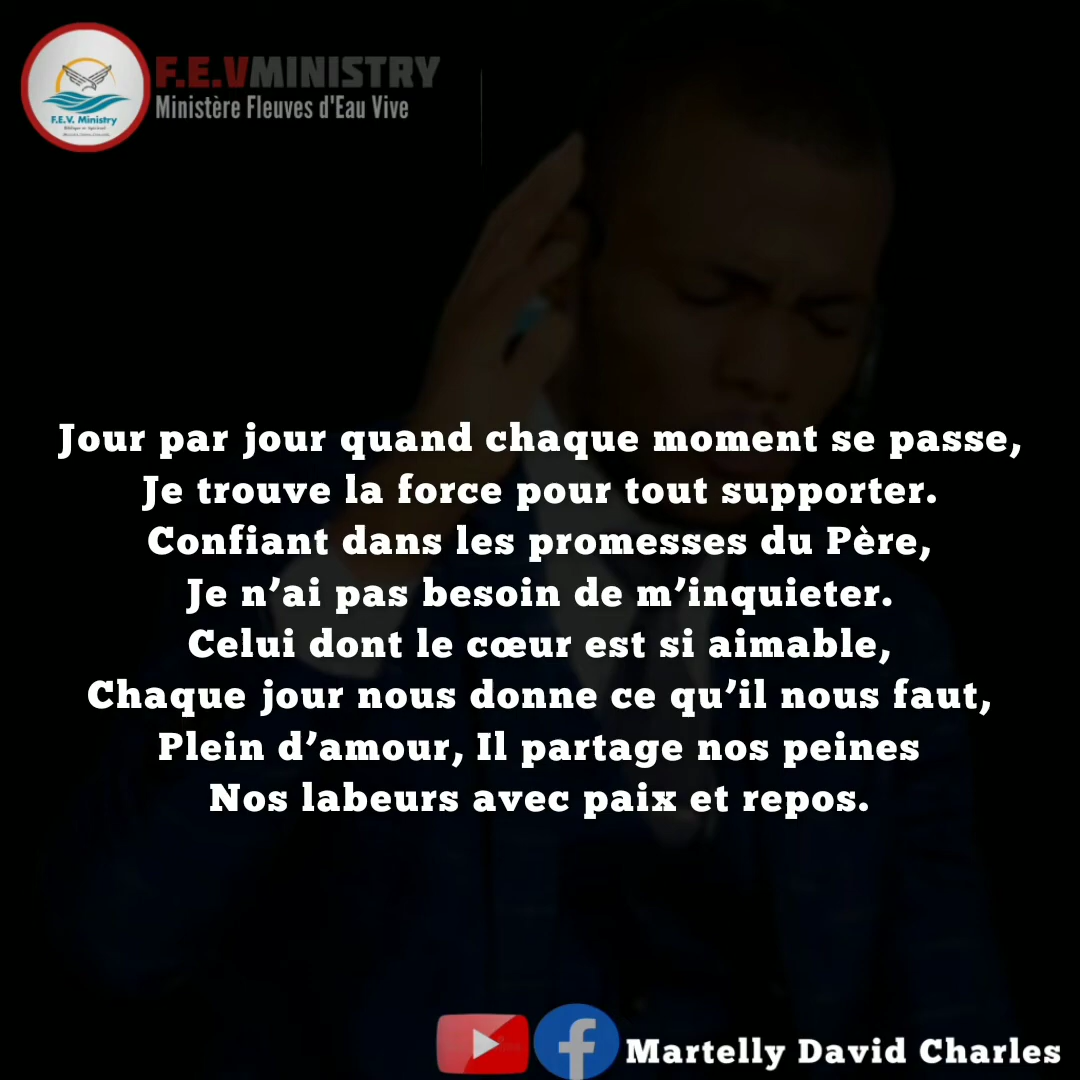 F.E.VMINISTRY
Ministère Fleuves d'Eau Vive
F.E.V. Ministry
Jour par jour quand chaque moment se passe,
Je trouve la force pour tout supporter.
Confiant dans les promesses du Père,
Je n’ai pas besoin de m’inquieter.
Celui dont le cœur est si aimable,
Chaque jour nous donne ce qu’il nous faut,
Plein d’amour, Il partage nos peines
Nos labeurs avec paix et repos.
Martelly David Charles